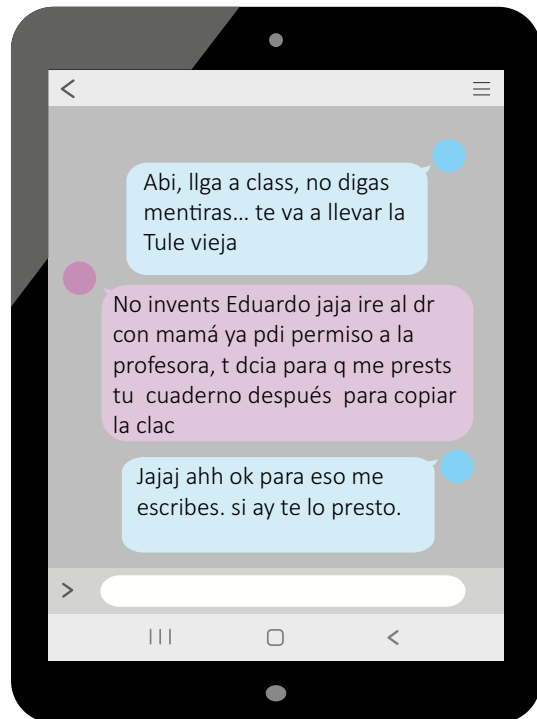 Abi, llga a class, no digas
mentiras... te va a llevar la
Tule vieja
No invents Eduardo jaja ire al dr
con mamá ya pdi permiso a la
profesora, t dcia para q me prests
tu cuaderno después para copiar
la clac
Jajaj ahh ok para eso me
escribes. si ay te lo presto.